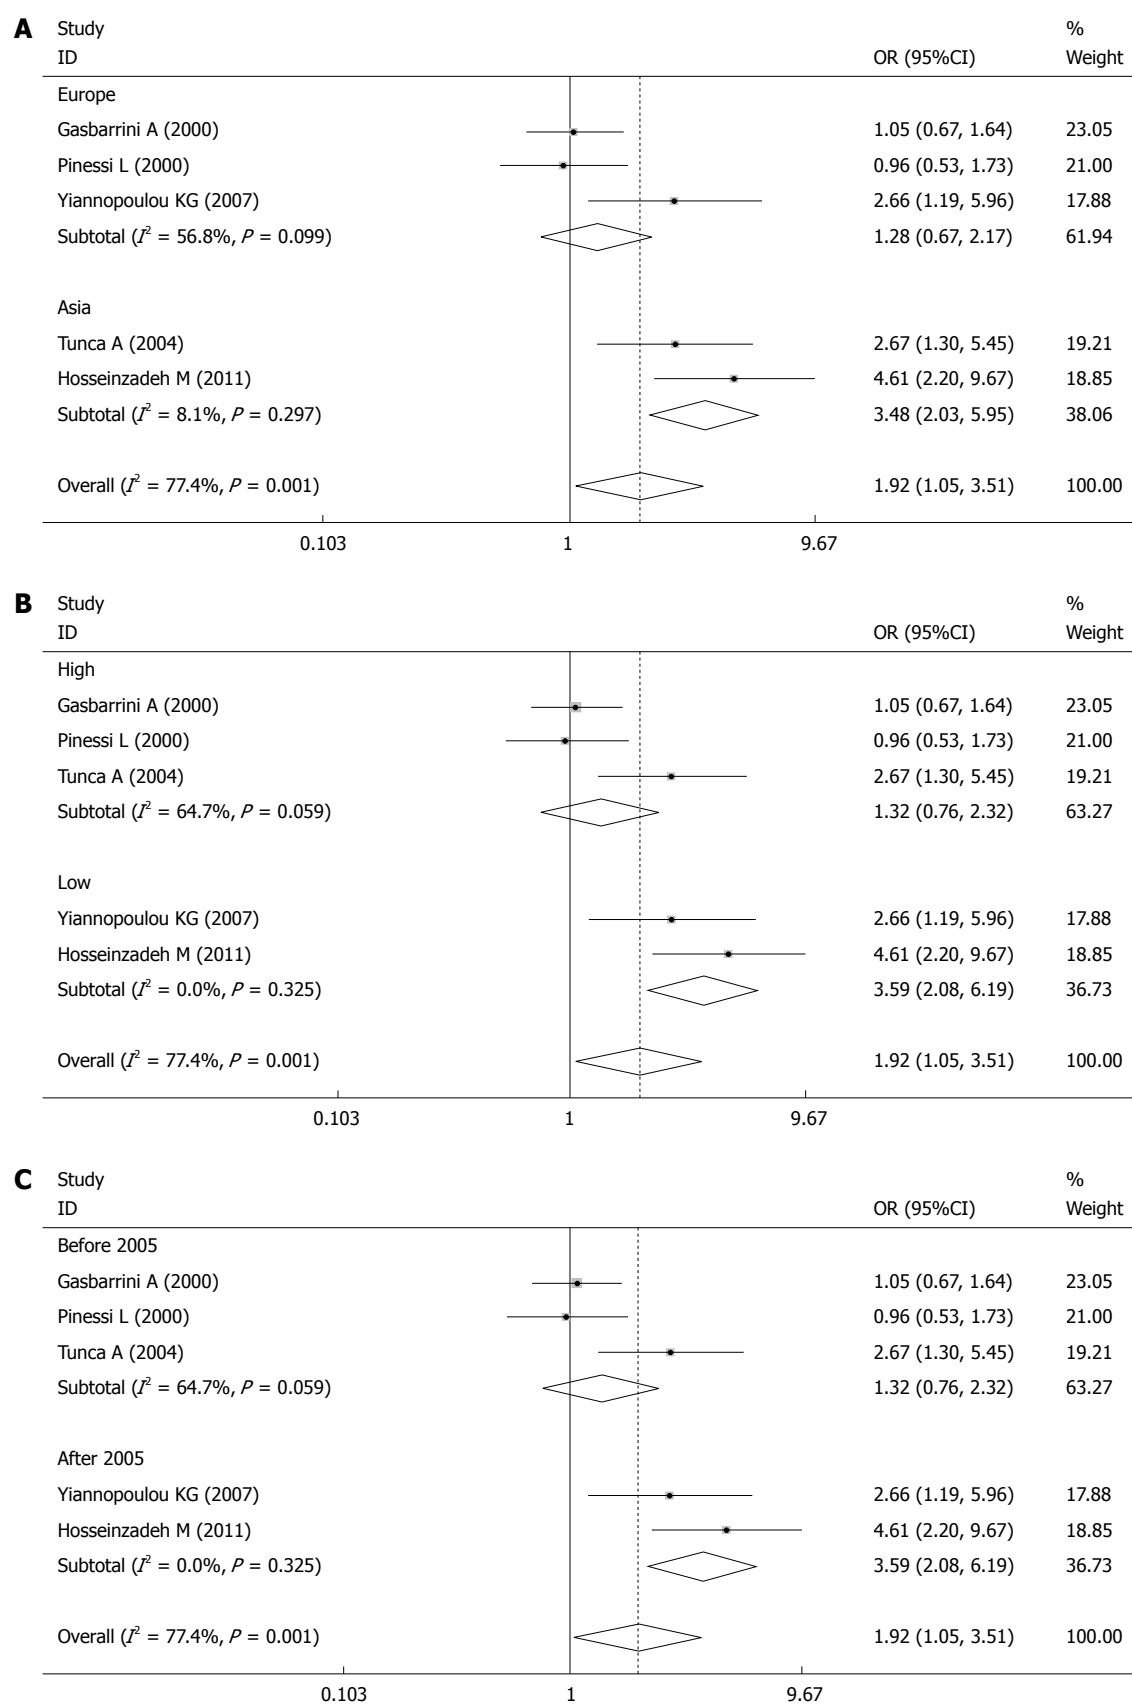 A Study %
ID OR (95%CI) Weight
Europe
Gasbarrini A (2000) 1.05 (0.67, 1.64) 23.05
Pinessi L (2000) 0.96 (0.53, 1.73) 21.00
Yiannopoulou KG (2007) 2.66 (1.19, 5.96) 17.88
Subtotal (I² = 56.8%, P = 0.099) 1.28 (0.67, 2.17) 61.94
Asia
Tunca A (2004) 2.67 (1.30, 5.45) 19.21
Hosseinzadeh M (2011) 4.61 (2.20, 9.67) 18.85
Subtotal (I² = 8.1%, P = 0.297) 3.48 (2.03, 5.95) 38.06
Overall (I² = 77.4%, P = 0.001) 1.92 (1.05, 3.51) 100.00
0.103 1 9.67
B Study %
ID OR (95%CI) Weight
High
Gasbarrini A (2000) 1.05 (0.67, 1.64) 23.05
Pinessi L (2000) 0.96 (0.53, 1.73) 21.00
Tunca A (2004) 2.67 (1.30, 5.45) 19.21
Subtotal (I² = 64.7%, P = 0.059) 1.32 (0.76, 2.32) 63.27
Low
Yiannopoulou KG (2007) 2.66 (1.19, 5.96) 17.88
Hosseinzadeh M (2011) 4.61 (2.20, 9.67) 18.85
Subtotal (I² = 0.0%, P = 0.325) 3.59 (2.08, 6.19) 36.73
Overall (I² = 77.4%, P = 0.001) 1.92 (1.05, 3.51) 100.00
0.103 1 9.67
C Study %
ID OR (95%CI) Weight
Before 2005
Gasbarrini A (2000) 1.05 (0.67, 1.64) 23.05
Pinessi L (2000) 0.96 (0.53, 1.73) 21.00
Tunca A (2004) 2.67 (1.30, 5.45) 19.21
Subtotal (I² = 64.7%, P = 0.059) 1.32 (0.76, 2.32) 63.27
After 2005
Yiannopoulou KG (2007) 2.66 (1.19, 5.96) 17.88
Hosseinzadeh M (2011) 4.61 (2.20, 9.67) 18.85
Subtotal (I² = 0.0%, P = 0.325) 3.59 (2.08, 6.19) 36.73
Overall (I² = 77.4%, P = 0.001) 1.92 (1.05, 3.51) 100.00
0.103 1 9.67